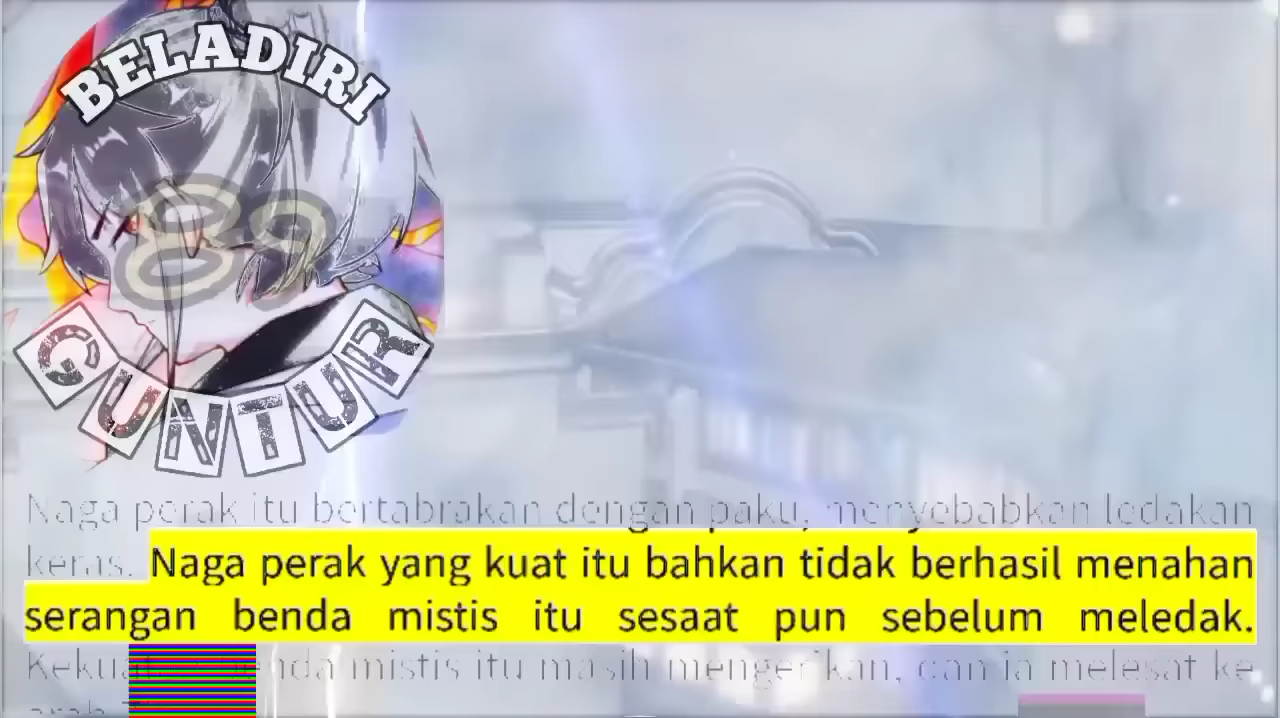 BELADIRI
89
GUNTUR
Naga perak itu bertabrakan dengan paku, menyebabkan ledakan
keras. Naga perak yang kuat itu bahkan tidak berhasil menahan
serangan benda mistis itu sesaat pun sebelum meledak.
benda mistis itu masih mengerikan, dan ia melesat ke
arah